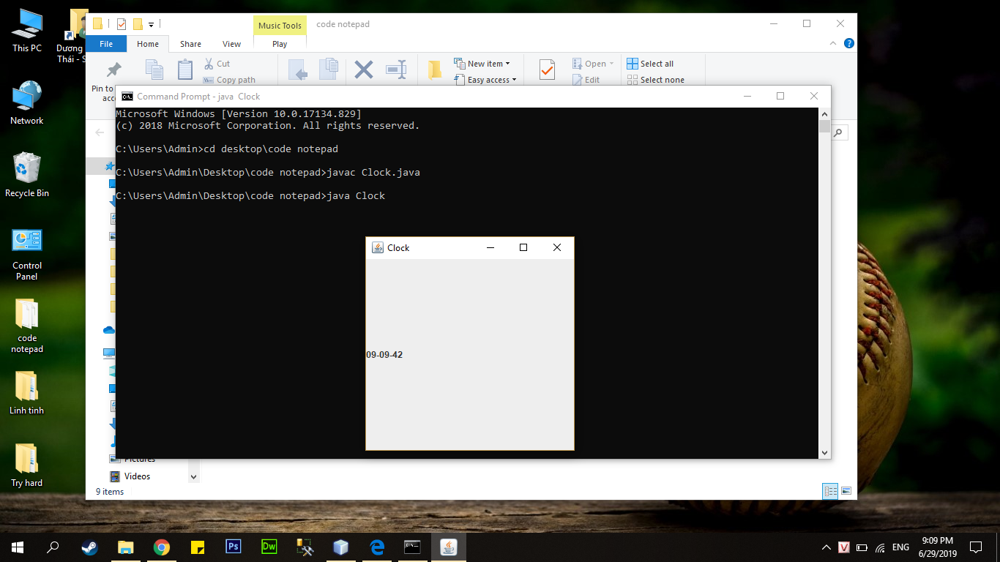 This PC
Dương
Thái - S
Network
Recycle Bin
Control
Panel
code
notepad
Linh tinh
Try hard
Music Tools
code notepad
File
Home
Share
View
Play
Pin to
acc
Cut
Copy path
New item
Easy access
Open
Edit
Select all
Select none
Command Prompt - java  Clock
Microsoft Windows [Version 10.0.17134.829]
(c) 2018 Microsoft Corporation. All rights reserved.
C:\Users\Admin>cd desktop\code notepad
C:\Users\Admin\Desktop\code notepad>javac Clock.java
C:\Users\Admin\Desktop\code notepad>java Clock
Clock
09-09-42
Pictures
Videos
9 items
Ps
Dw
V
ENG
9:09 PM
6/29/2019